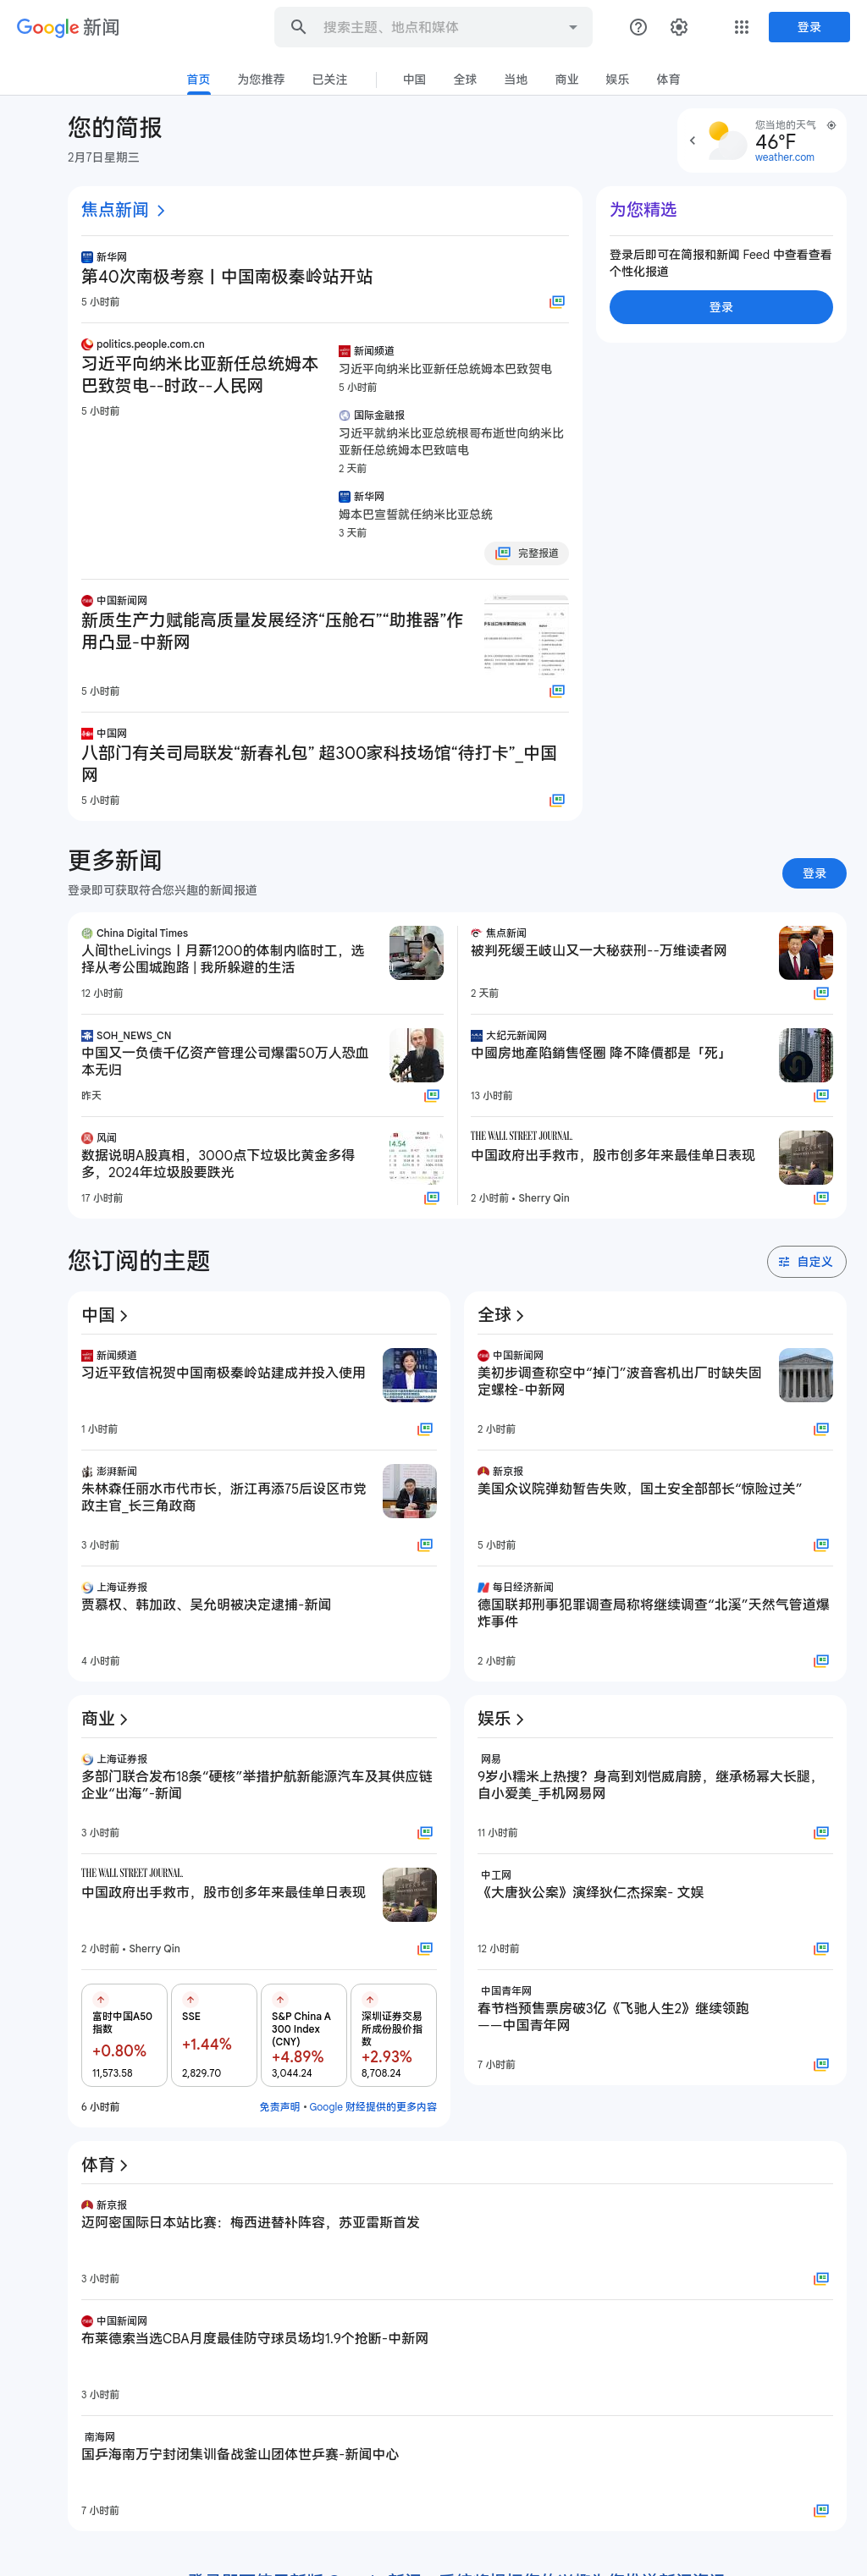 Google 新闻
搜索主题、地点和媒体
登录
首页
为您推荐
已关注
中国
全球
当地
商业
娱乐
体育
您的简报
2月7日星期三
您当地的天气
46°F
weather.com
焦点新闻
新华网
第40次南极考察丨中国南极秦岭站开站
5 小时前
politics.people.com.cn
习近平向纳米比亚新任总统姆本
巴致贺电--时政--人民网
5 小时前
新闻频道
习近平向纳米比亚新任总统姆本巴致贺电
5 小时前
国际金融报
习近平就纳米比亚总统根哥布逝世向纳米比
亚新任总统姆本巴致唁电
2 天前
新华网
姆本巴宣誓就任纳米比亚总统
3 天前
完整报道
中国新闻网
新质生产力赋能高质量发展经济“压舱石”“助推器”作
用凸显-中新网
5 小时前
中国网
八部门有关司局联发“新春礼包” 超300家科技场馆“待打卡”_中国
网
5 小时前
为您精选
登录后即可在简报和新闻 Feed 中查看查看
个性化报道
登录
更多新闻
登录即可获取符合您兴趣的新闻报道
登录
China Digital Times
人间theLivings丨月薪1200的体制内临时工，选
择从考公围城跑路 | 我所躲避的生活
12 小时前
焦点新闻
被判死缓王岐山又一大秘获刑--万维读者网
2 天前
SOH_NEWS_CN
中国又一负债千亿资产管理公司爆雷50万人恐血
本无归
昨天
大纪元新闻网
中國房地產陷銷售怪圈 降不降價都是「死」
13 小时前
风闻
数据说明A股真相，3000点下垃圾比黄金多得
多，2024年垃圾股要跌光
17 小时前
THE WALL STREET JOURNAL.
中国政府出手救市，股市创多年来最佳单日表现
2 小时前 • Sherry Qin
您订阅的主题
自定义
中国
新闻频道
习近平致信祝贺中国南极秦岭站建成并投入使用
1 小时前
澎湃新闻
朱林森任丽水市代市长，浙江再添75后设区市党
政主官_长三角政商
3 小时前
上海证券报
贾慕权、韩加政、吴允明被决定逮捕-新闻
4 小时前
全球
中国新闻网
美初步调查称空中“掉门”波音客机出厂时缺失固
定螺栓-中新网
2 小时前
新京报
美国众议院弹劾暂告失败，国土安全部部长“惊险过关”
5 小时前
每日经济新闻
德国联邦刑事犯罪调查局称将继续调查“北溪”天然气管道爆
炸事件
2 小时前
商业
上海证券报
多部门联合发布18条“硬核”举措护航新能源汽车及其供应链
企业“出海”-新闻
3 小时前
THE WALL STREET JOURNAL.
中国政府出手救市，股市创多年来最佳单日表现
2 小时前 • Sherry Qin
富时中国A50
指数
+0.80%
11,573.58
SSE
+1.44%
2,829.70
S&P China A
300 Index
(CNY)
+4.89%
3,044.24
深圳证券交易
所成份股价指
数
+2.93%
8,708.24
6 小时前
免责声明 • Google 财经提供的更多内容
娱乐
网易
9岁小糯米上热搜？身高到刘恺威肩膀，继承杨幂大长腿，
自小爱美_手机网易网
11 小时前
中工网
《大唐狄公案》演绎狄仁杰探案- 文娱
12 小时前
中国青年网
春节档预售票房破3亿《飞驰人生2》继续领跑
——中国青年网
7 小时前
体育
新京报
迈阿密国际日本站比赛：梅西进替补阵容，苏亚雷斯首发
3 小时前
中国新闻网
布莱德索当选CBA月度最佳防守球员场均1.9个抢断-中新网
3 小时前
南海网
国乒海南万宁封闭集训备战釜山团体世乒赛-新闻中心
7 小时前